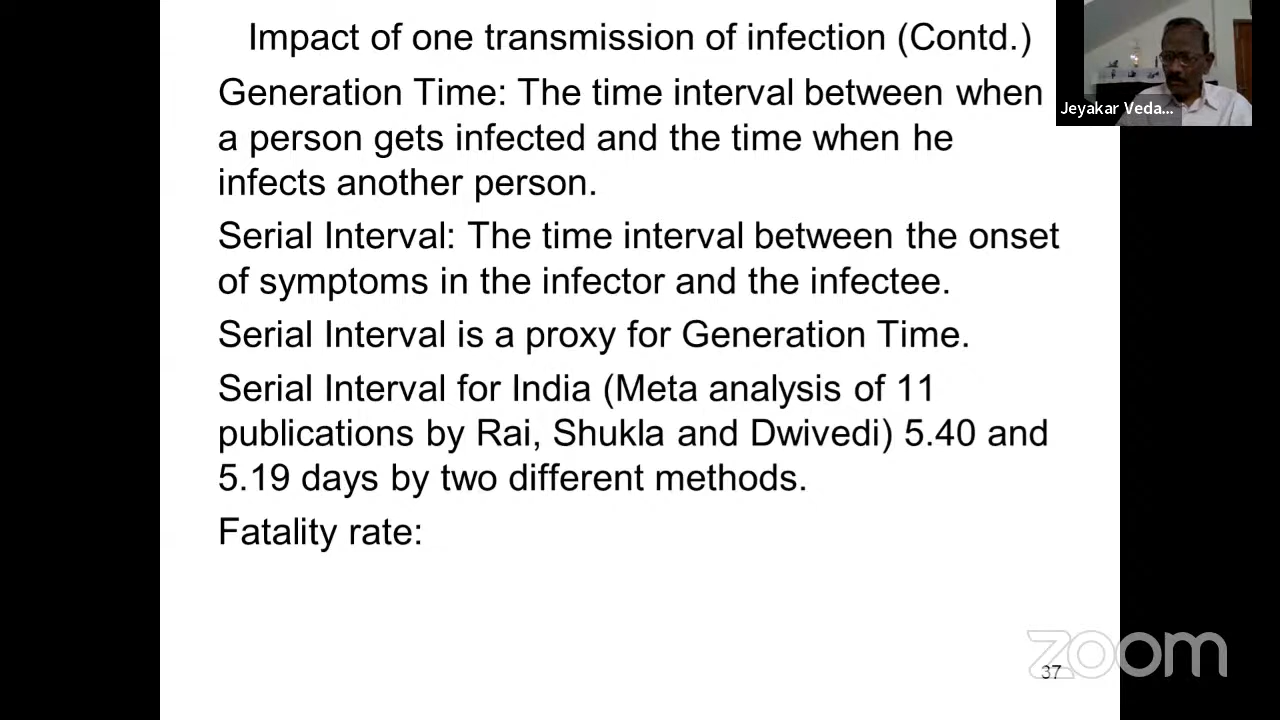 Impact of one transmission of infection (Contd.)
Jeyakar Veda...
Generation Time: The time interval between when
a person gets infected and the time when he
infects another person.
Serial Interval: The time interval between the onset
of symptoms in the infector and the infectee.
Serial Interval is a proxy for Generation Time.
Serial Interval for India (Meta analysis of 11
publications by Rai, Shukla and Dwivedi) 5.40 and
5.19 days by two different methods.
Fatality rate:
zoom
37